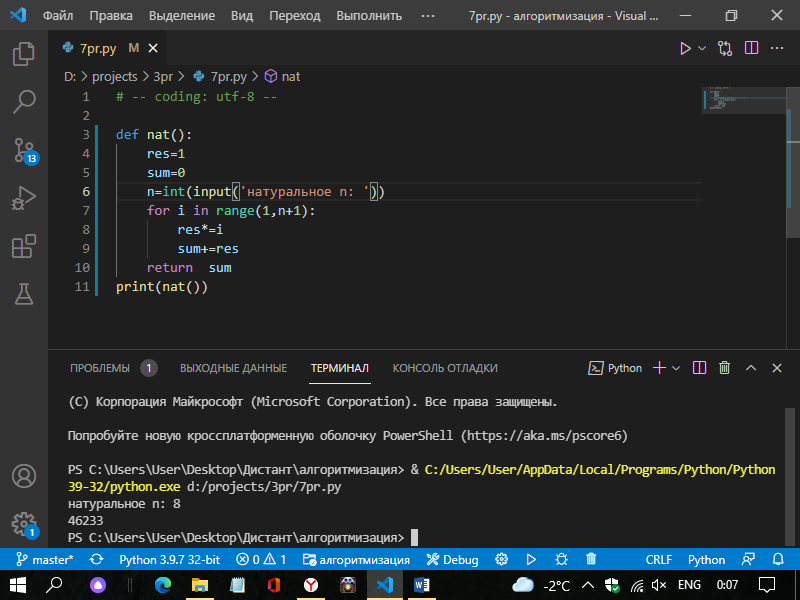 Файл Правка Выделение Вид Переход Выполнить ··· 7pr.py - алгоритмизация - Visual ...
7pr.py M
D: > projects > 3pr > 7pr.py > nat
1 # -- coding: utf-8 --
2
3 def nat():
4 res=1
5 sum=0
6 n=int(input('натуральное n: '))
7 for i in range(1,n+1):
8 res*=i
9 sum+=res
10 return  sum
11 print(nat())
13
1
ПРОБЛЕМЫ 1 ВЫХОДНЫЕ ДАННЫЕ ТЕРМИНАЛ КОНСОЛЬ ОТЛАДКИ Python
(C) Корпорация Майкрософт (Microsoft Corporation). Все права защищены.
Попробуйте новую кроссплатформенную оболочку PowerShell (https://aka.ms/pscore6)
PS C:\Users\User\Desktop\Дистант\алгоритмизация> & C:/Users/User/AppData/Local/Programs/Python/Python
39-32/python.exe d:/projects/3pr/7pr.py
натуральное n: 8
46233
PS C:\Users\User\Desktop\Дистант\алгоритмизация>
master* Python 3.9.7 32-bit 0 1 алгоритмизация Debug CRLF Python
-2°C ENG 0:07